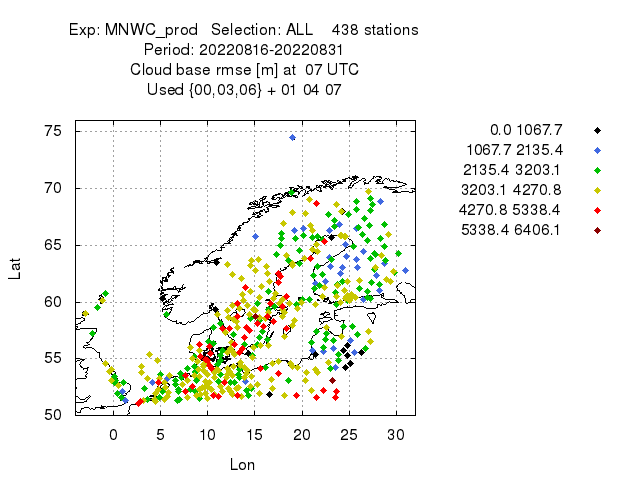 Exp: MNWC_prod   Selection: ALL    438 stations
Period: 20220816-20220831
Cloud base rmse [m] at  07 UTC
Used {00,03,06} + 01 04 07
75
70
65
60
55
50
Lat
0 5 10 15 20 25 30
Lon
0.0 1067.7
1067.7 2135.4
2135.4 3203.1
3203.1 4270.8
4270.8 5338.4
5338.4 6406.1